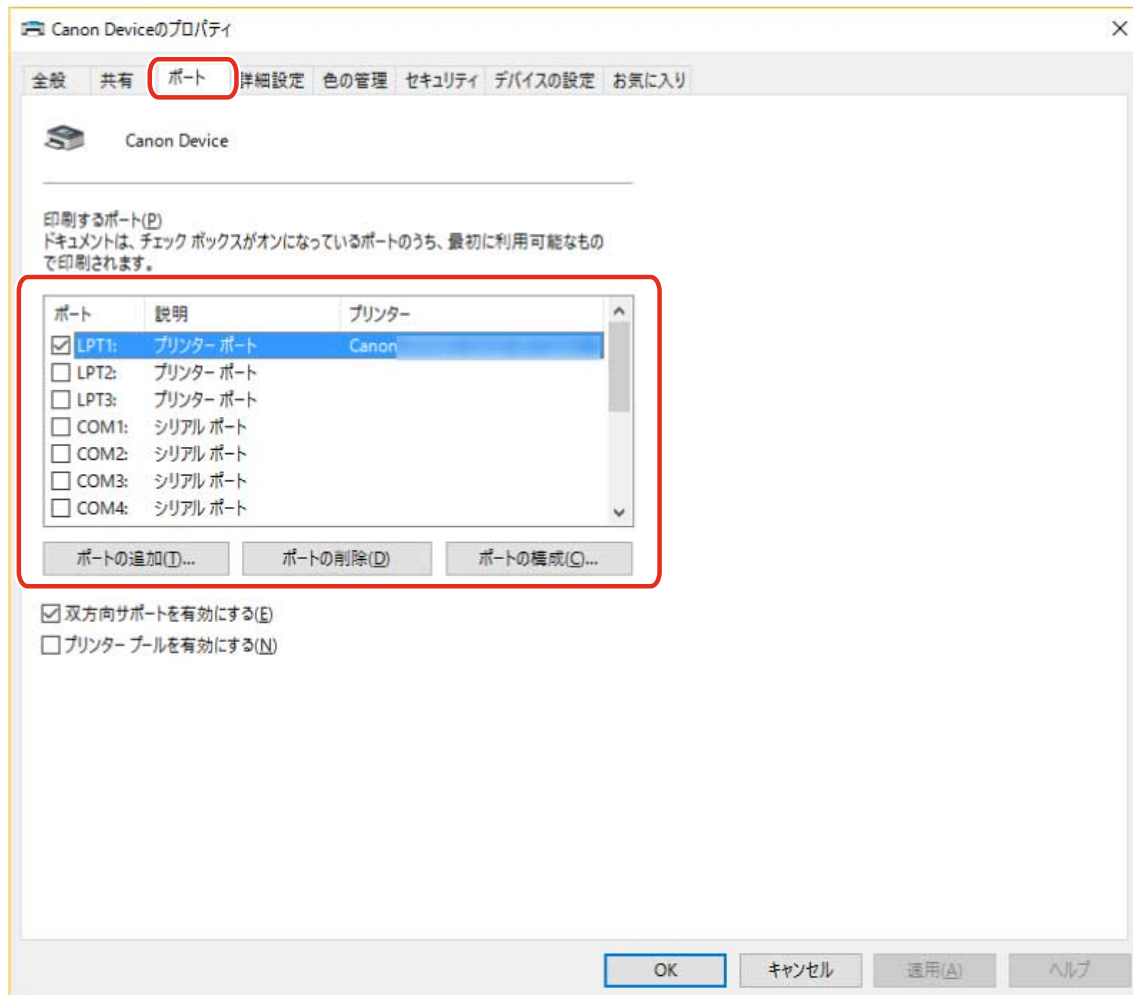 Canon Deviceのプロパティ
全般 共有 ポート 詳細設定 色の管理 セキュリティ デバイスの設定 お気に入り
Canon Device
印刷するポート(P)
ドキュメントは、チェック ボックスがオンになっているポートのうち、最初に利用可能なもの
で印刷されます。
ポート 説明 プリンター
LPT1: プリンター ポート Canon
LPT2: プリンター ポート
LPT3: プリンター ポート
COM1: シリアル ポート
COM2: シリアル ポート
COM3: シリアル ポート
COM4: シリアル ポート
ポートの追加(T)... ポートの削除(D) ポートの構成(C)...
双方向サポートを有効にする(E)
プリンター プールを有効にする(N)
OK キャンセル 適用(A) ヘルプ